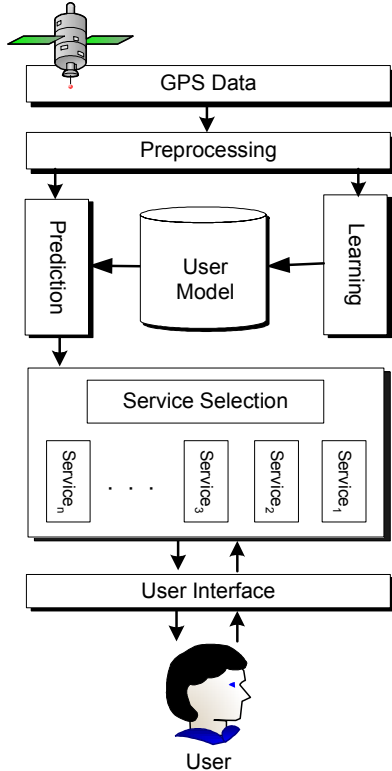 GPS Data
Preprocessing
Prediction
User
Model
Learning
Service Selection
Serviceₙ
. . .
Service₃
Service₂
Service₁
User Interface
User